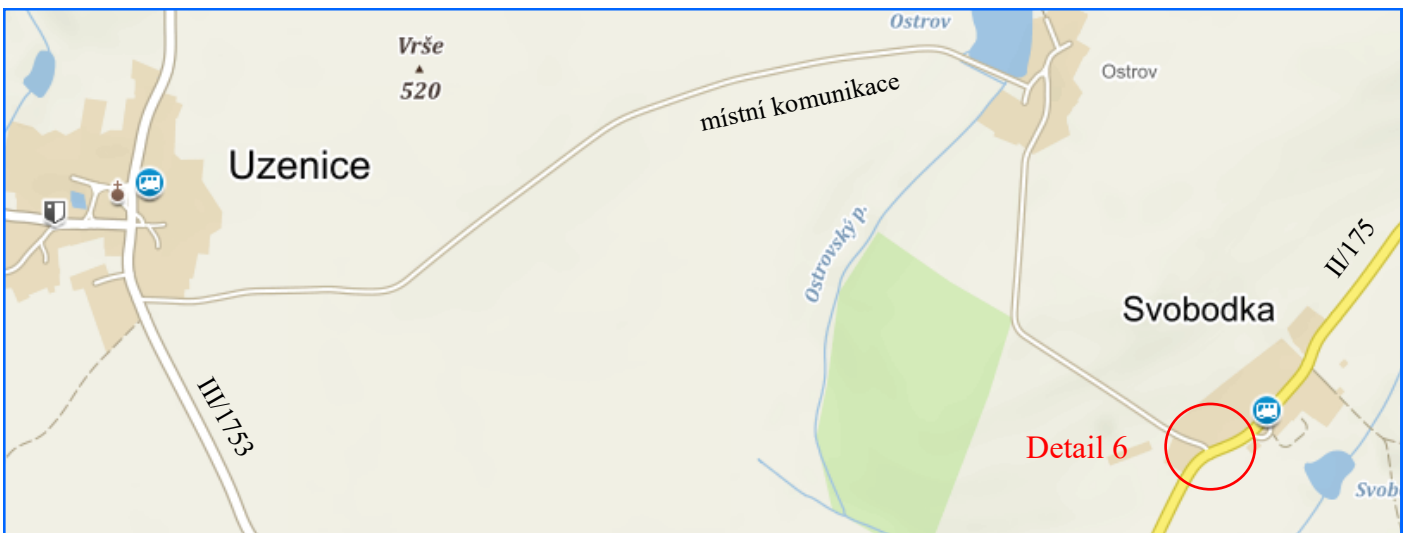 Ostrov
Vrše
520
Ostrov
místní komunikace
Uzenice
Ostrovský p.
II/175
Svobodka
III/1753
Detail 6
Svob